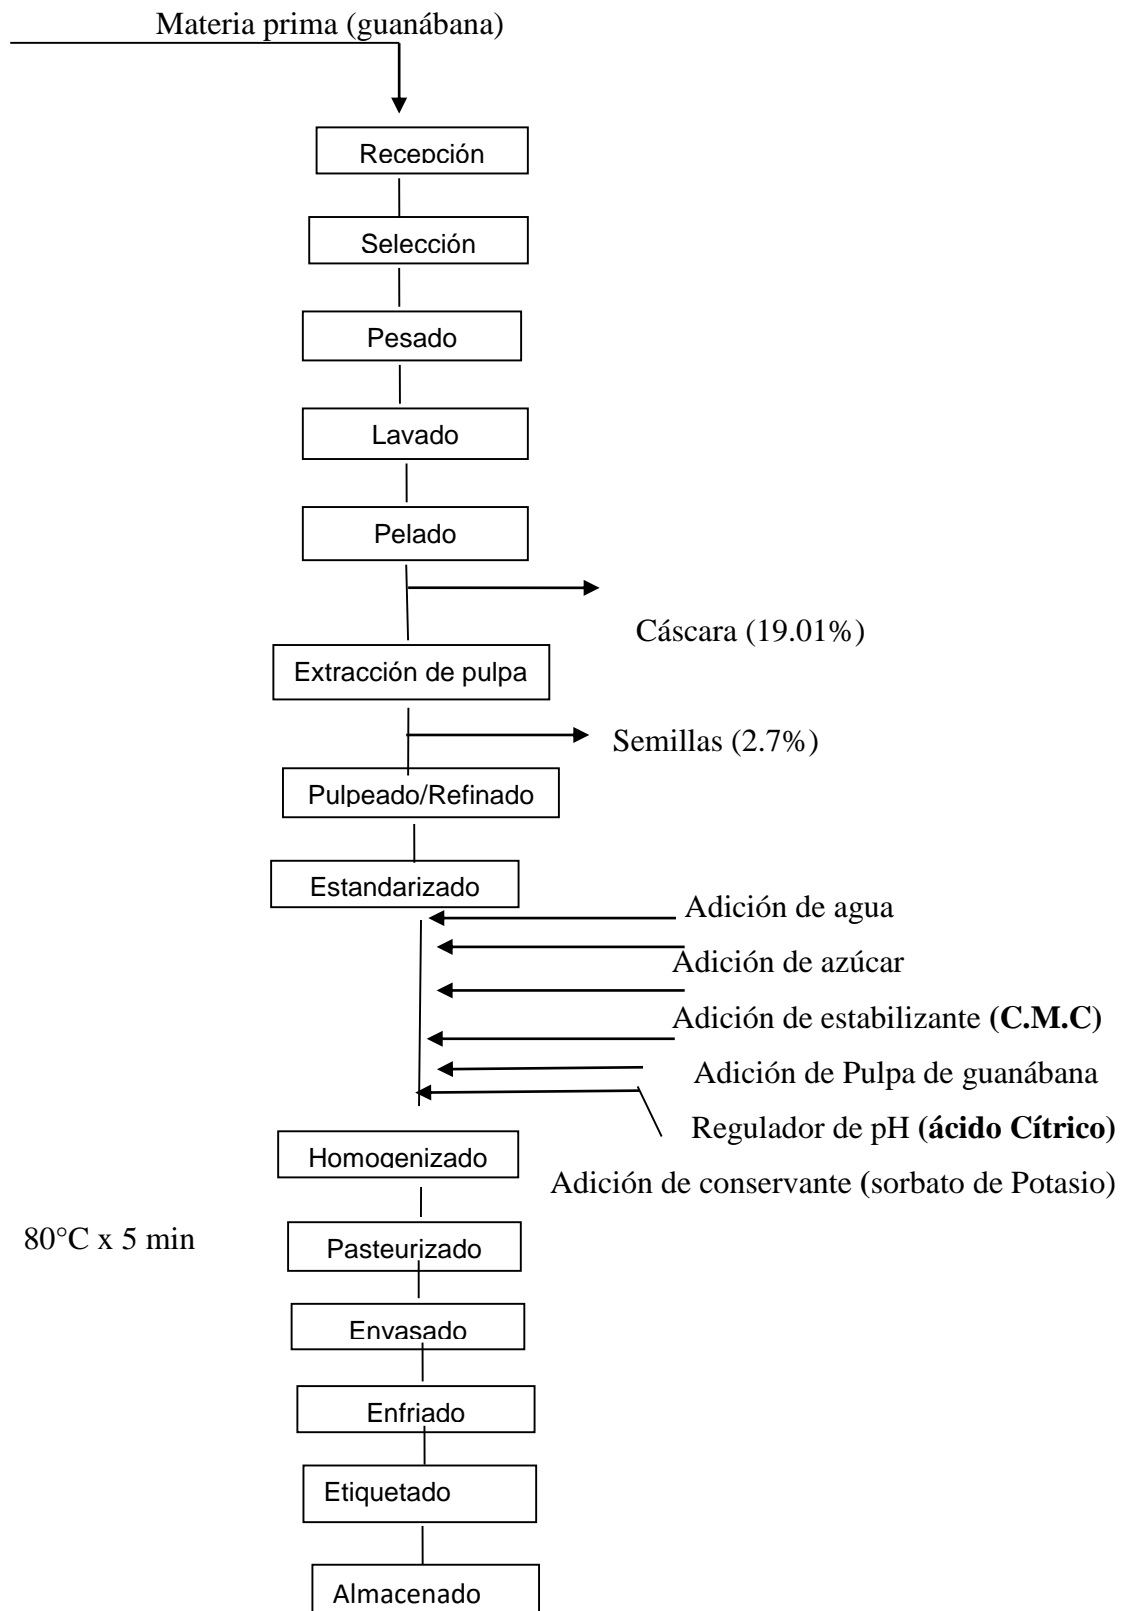 Materia prima (guanábana)
Recepción
Selección
Pesado
Lavado
Pelado
Cáscara (19.01%)
Extracción de pulpa
Semillas (2.7%)
Pulpeado/Refinado
Estandarizado
Adición de agua
Adición de azúcar
Adición de estabilizante (C.M.C)
Adición de Pulpa de guanábana
Regulador de pH (ácido Cítrico)
Homogenizado
Adición de conservante (sorbato de Potasio)
80°C x 5 min
Pasteurizado
Envasado
Enfriado
Etiquetado
Almacenado